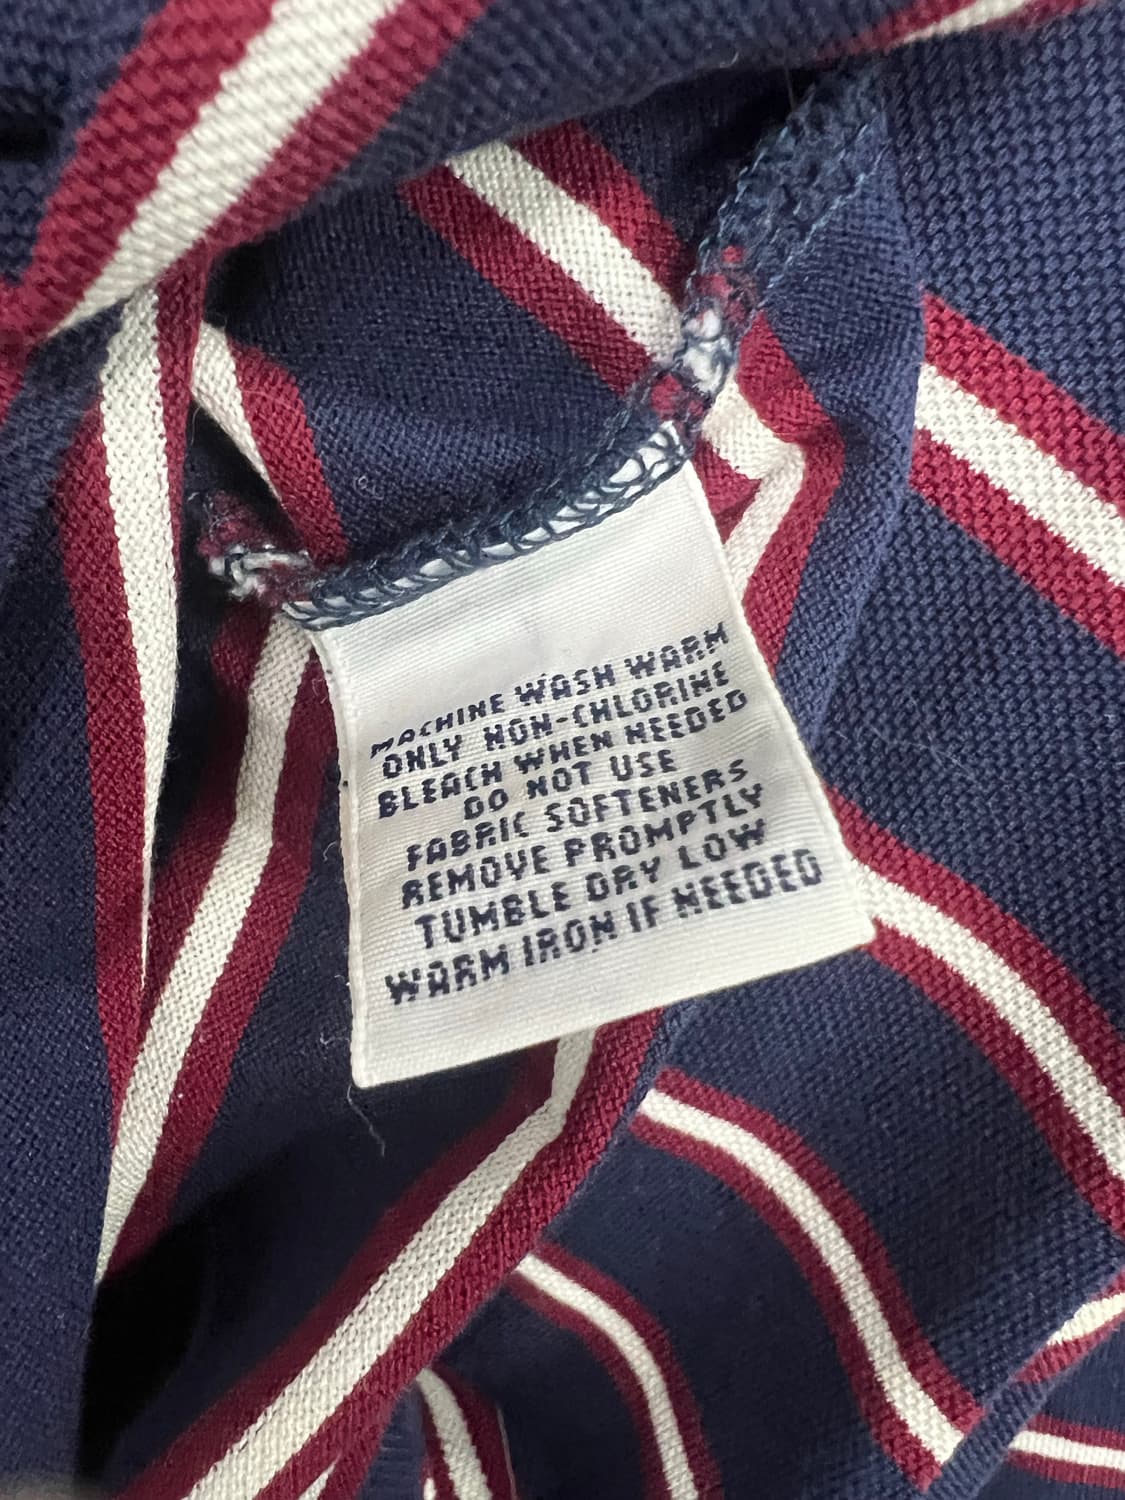 MACHINE WASH WARM
ONLY NON-CHLORINE
BLEACH WHEN NEEDED
DO NOT USE
FABRIC SOFTENERS
REMOVE PROMPTLY
TUMBLE DRY LOW
WARM IRON IF NEEDED